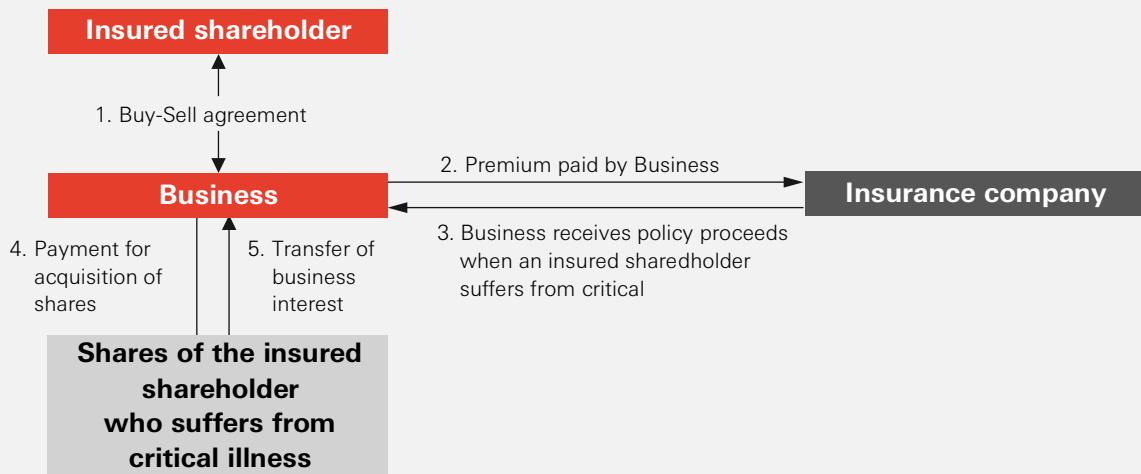 Insured shareholder
1. Buy-Sell agreement
Business
2. Premium paid by Business
Insurance company
3. Business receives policy proceeds
when an insured sharedholder
suffers from critical
4. Payment for
acquisition of
shares
5. Transfer of
business
interest
Shares of the insured
shareholder
who suffers from
critical illness